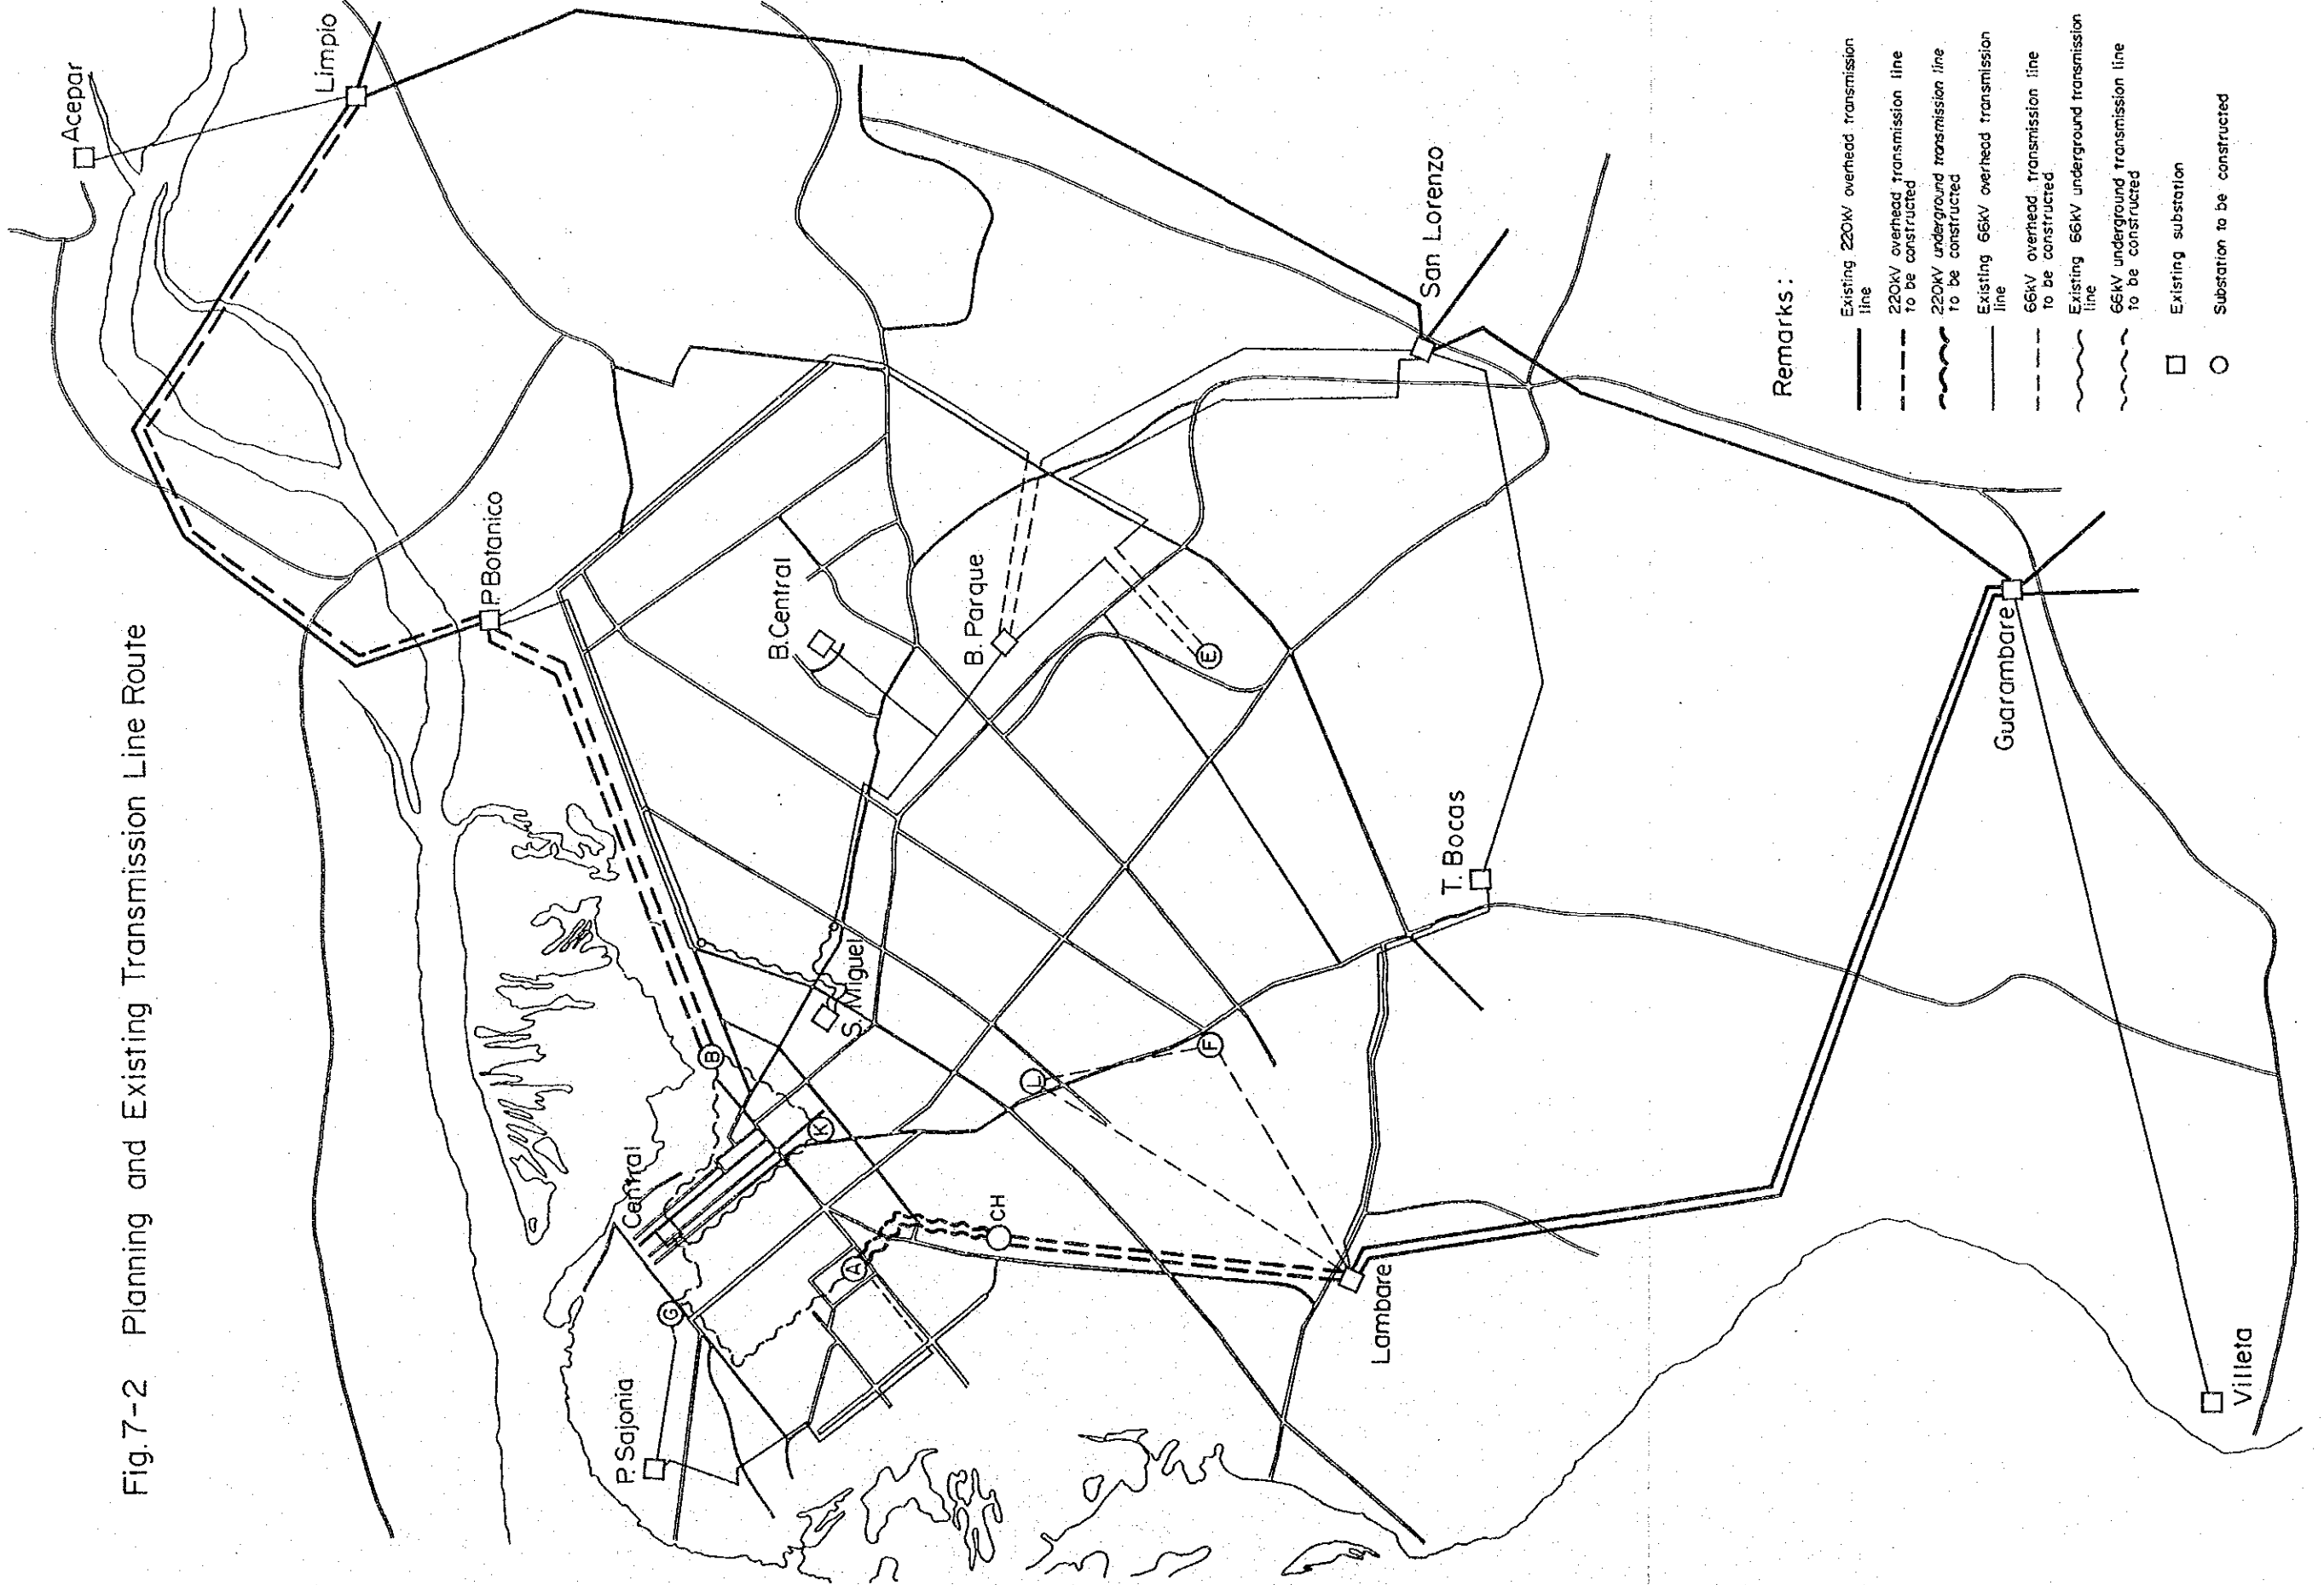 Fig.7-2 Planning and Existing Transmission Line Route
Acepar
Limpio
P.Botanico
B.Central
B. Parque
San Lorenzo
S. Miguel
Central
P.Sajonia
T. Bocas
Lambare
Guarambare
Villeta
A
B
CH
E
F
G
K
L
Remarks:
Existing 220kV overhead transmission
line
220kV overhead transmission line
to be constructed
220kV underground transmission line
to be constructed
Existing 66kV overhead transmission
line
66kV overhead transmission line
to be constructed
Existing 66kV underground transmission
line
66kV underground transmission line
to be constructed
Existing substation
Substation to be constructed